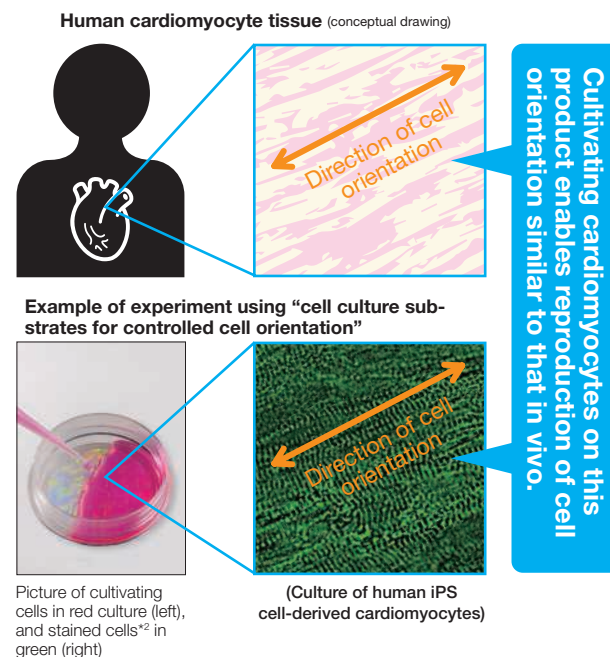 Human cardiomyocyte tissue (conceptual drawing)
Direction of cell
orientation
Cultivating cardiomyocytes on this
product enables reproduction of cell
orientation similar to that in vivo.
Example of experiment using “cell culture sub-
strates for controlled cell orientation”
Direction of cell
orientation
Picture of cultivating
cells in red culture (left),
and stained cells*2 in
green (right)
(Culture of human iPS
cell-derived cardiomyocytes)